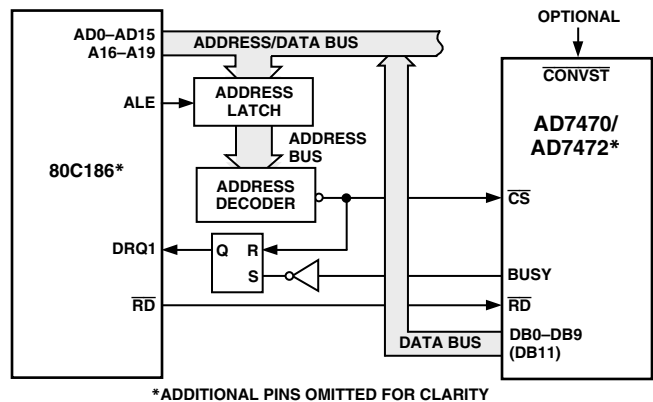 OPTIONAL
AD0–AD15
A16–A19
ADDRESS/DATA BUS
CONVST
ALE
ADDRESS
LATCH
AD7470/
AD7472*
ADDRESS
BUS
80C186*
ADDRESS
DECODER
CS
DRQ1
Q
R
S
BUSY
RD
RD
DATA BUS
DB0–DB9
(DB11)
*ADDITIONAL PINS OMITTED FOR CLARITY